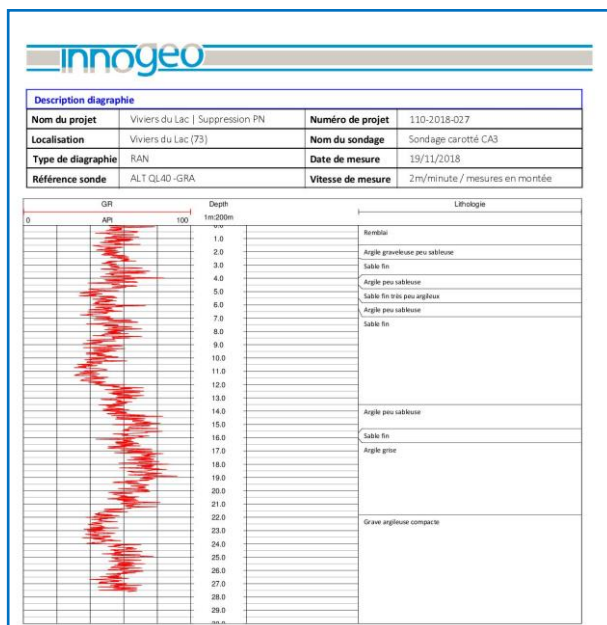 innogeo
Description diagraphie
Nom du projet Viviers du Lac | Suppression PN Numéro de projet 110-2018-027
Localisation Viviers du Lac (73) Nom du sondage Sondage carotté CA3
Type de diagraphie RAN Date de mesure 19/11/2018
Référence sonde ALT QL40 -GRA Vitesse de mesure 2m/minute / mesures en montée
GR Depth Lithologie
0 API 100 1m:200m
0.0
Remblai
1.0
2.0 Argile graveleuse peu sableuse
3.0 Sable fin
4.0 Argile peu sableuse
5.0 Sable fin très peu argileux
6.0 Argile peu sableuse
7.0 Sable fin
8.0
9.0
10.0
11.0
12.0
13.0
14.0 Argile peu sableuse
15.0
16.0 Sable fin
17.0 Argile grise
18.0
19.0
20.0
21.0
22.0 Grave argileuse compacte
23.0
24.0
25.0
26.0
27.0
28.0
29.0
30.0